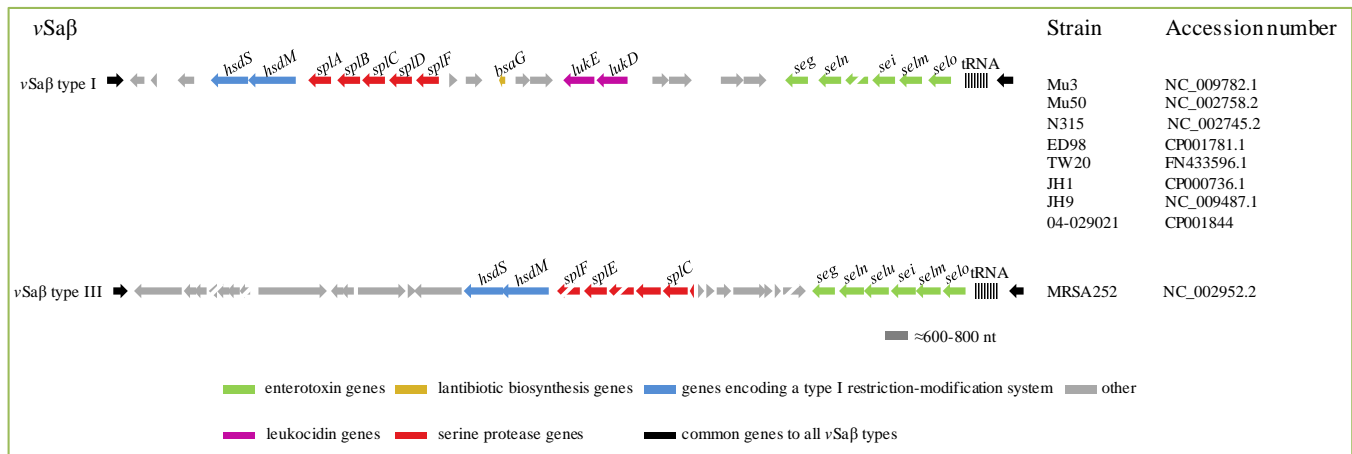 νSaβ Strain Accession number
hsdS hsdM splA splB splC splD splF bsaG lukE lukD seg seln sei selm selo tRNA
νSaβ type I
Mu3 NC_009782.1
Mu50 NC_002758.2
N315 NC_002745.2
ED98 CP001781.1
TW20 FN433596.1
JH1 CP000736.1
JH9 NC_009487.1
04-029021 CP001844
hsdS hsdM splF splE splC seg seln selu sei selm selo tRNA
νSaβ type III MRSA252 NC_002952.2
≈600-800 nt
enterotoxin genes lantibiotic biosynthesis genes genes encoding a type I restriction-modification system other
leukocidin genes serine protease genes common genes to all νSaβ types